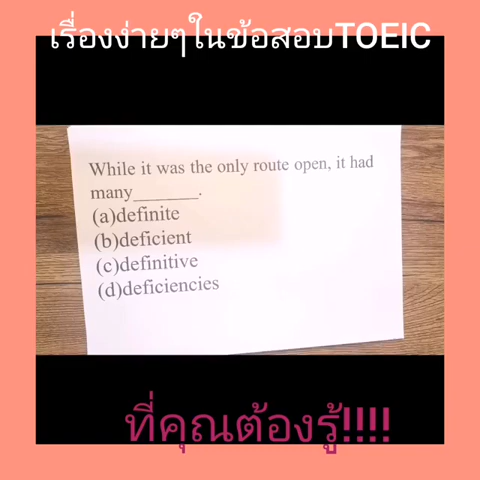 เรื่องง่ายๆในข้อสอบTOEIC
While it was the only route open, it had
many_______.
(a)definite
(b)deficient
(c)definitive
(d)deficiencies
ที่คุณต้องรู้!!!!